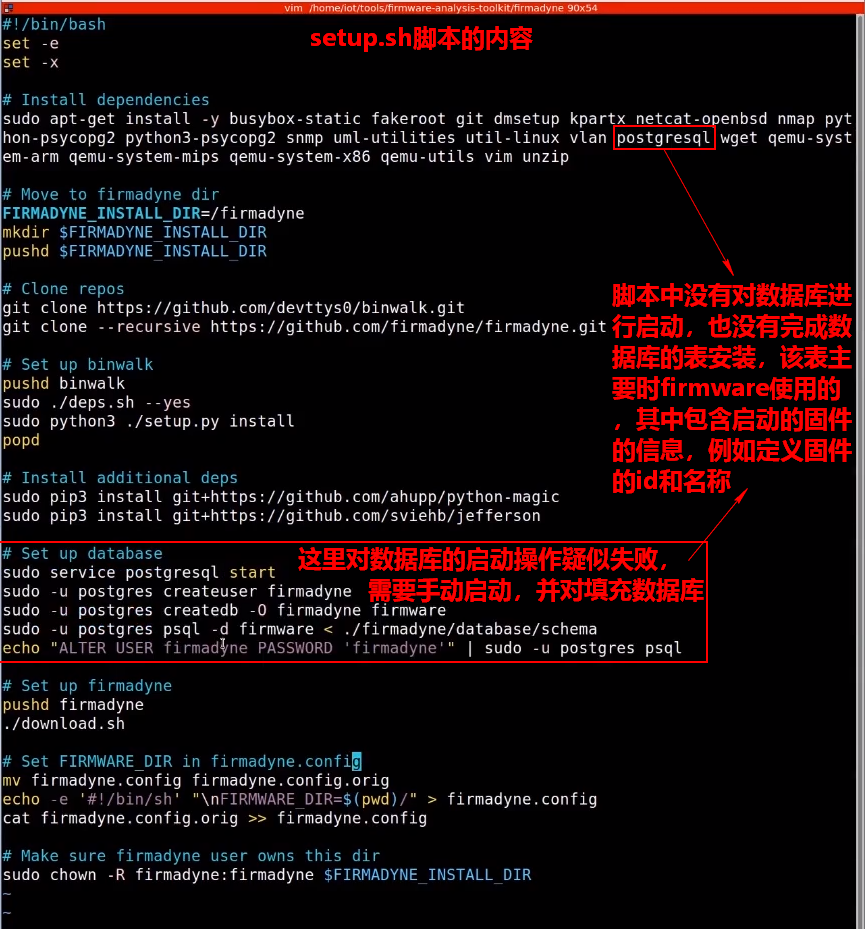 vim /home/iot/tools/firmware-analysis-toolkit/firmadyne 90x54
#!/bin/bash
setup.sh脚本的内容
set -e
set -x
# Install dependencies
sudo apt-get install -y busybox-static fakeroot git dmsetup kpartx netcat-openbsd nmap pyt
hon-psycopg2 python3-psycopg2 snmp uml-utilities util-linux vlan postgresql wget qemu-syst
em-arm qemu-system-mips qemu-system-x86 qemu-utils vim unzip
# Move to firmadyne dir
FIRMADYNE_INSTALL_DIR=/firmadyne
mkdir $FIRMADYNE_INSTALL_DIR
pushd $FIRMADYNE_INSTALL_DIR
# Clone repos
git clone https://github.com/devttys0/binwalk.git
git clone --recursive https://github.com/firmadyne/firmadyne.git
脚本中没有对数据库进
行启动，也没有完成数
据库的表安装，该表主
要时firmware使用的
，其中包含启动的固件
的信息，例如定义固件
的id和名称
# Set up binwalk
pushd binwalk
sudo ./deps.sh --yes
sudo python3 ./setup.py install
popd
# Install additional deps
sudo pip3 install git+https://github.com/ahupp/python-magic
sudo pip3 install git+https://github.com/sviehb/jefferson
# Set up database
这里对数据库的启动操作疑似失败，
需要手动启动，并对填充数据库
sudo service postgresql start
sudo -u postgres createuser firmadyne
sudo -u postgres createdb -O firmadyne firmware
sudo -u postgres psql -d firmware < ./firmadyne/database/schema
echo "ALTER USER firmadyne PASSWORD 'firmadyne'" | sudo -u postgres psql
# Set up firmadyne
pushd firmadyne
./download.sh
# Set FIRMWARE_DIR in firmadyne.config
mv firmadyne.config firmadyne.config.orig
echo -e '#!/bin/sh' "\nFIRMWARE_DIR=$(pwd)/" > firmadyne.config
cat firmadyne.config.orig >> firmadyne.config
# Make sure firmadyne user owns this dir
sudo chown -R firmadyne:firmadyne $FIRMADYNE_INSTALL_DIR
~
~